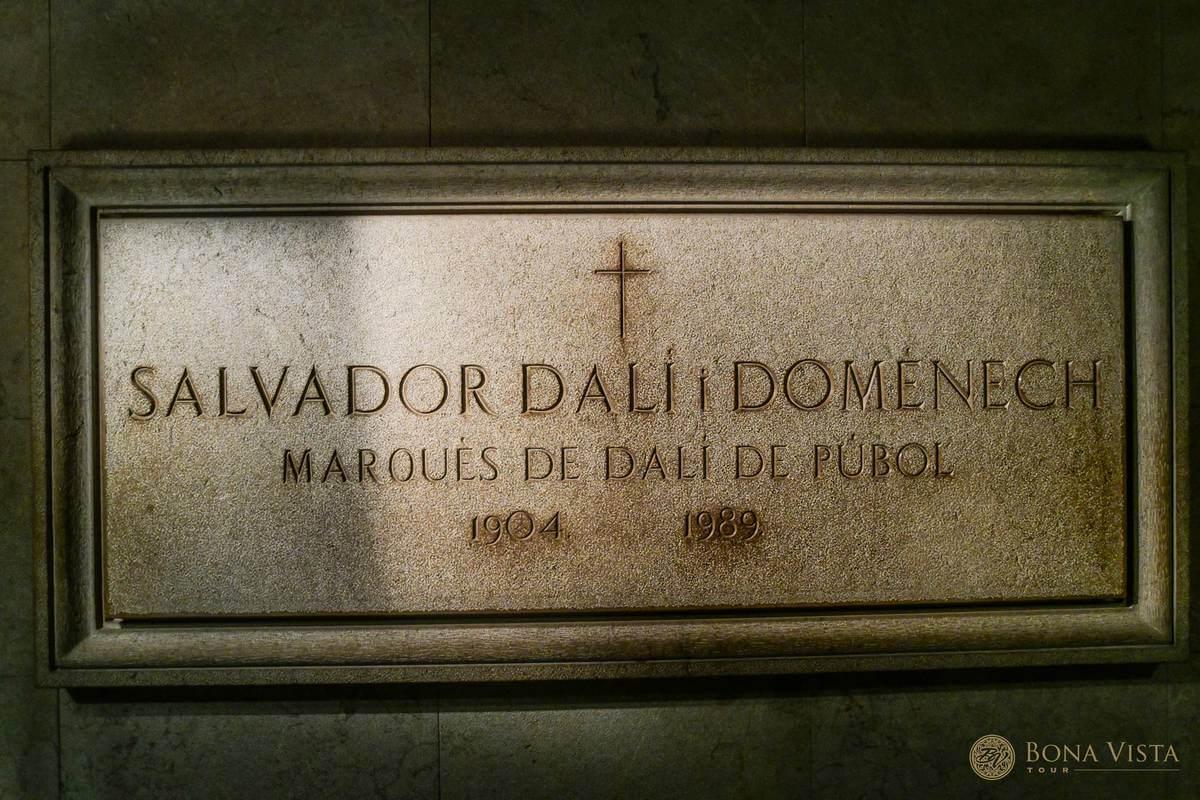 SALVADOR DALÍ i DOMÈNECH
MARQUÉS DE DALÍ DE PÚBOL
1904 1989
BONA VISTA
TOUR